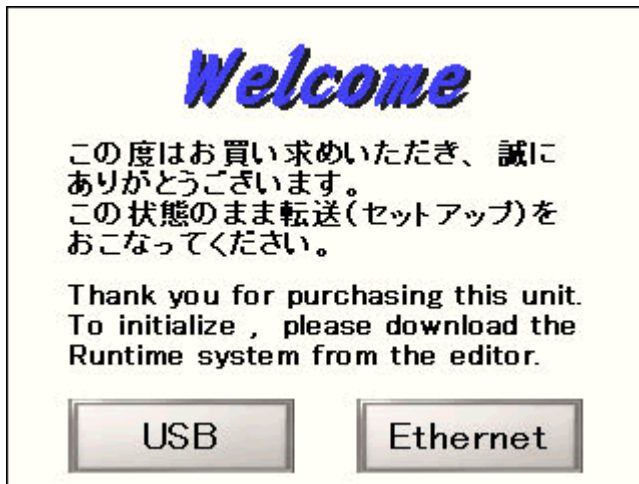 Welcome
この度はお買い求めいただき、誠に
ありがとうございます。
この状態のまま転送(セットアップ)を
おこなってください。
Thank you for purchasing this unit.
To initialize , please download the
Runtime system from the editor.
USB Ethernet